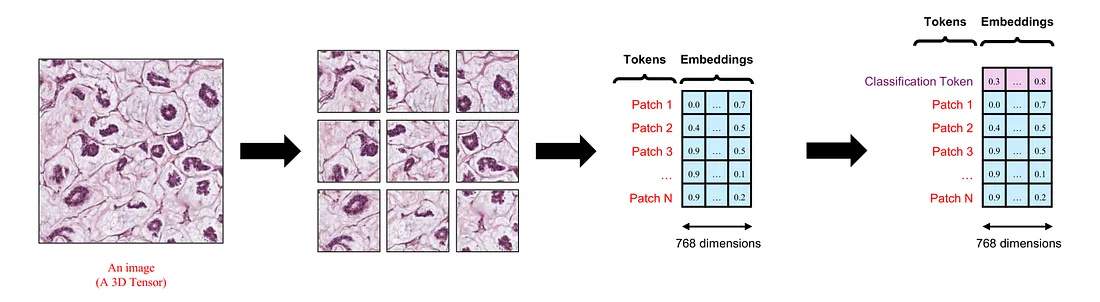 An image
(A 3D Tensor)
Tokens Embeddings
Patch 1 0.0 … 0.7
Patch 2 0.4 … 0.5
Patch 3 0.9 … 0.5
… 0.9 … 0.1
Patch N 0.9 … 0.2
768 dimensions
Tokens Embeddings
Classification Token 0.3 … 0.8
Patch 1 0.0 … 0.7
Patch 2 0.4 … 0.5
Patch 3 0.9 … 0.5
… 0.9 … 0.1
Patch N 0.9 … 0.2
768 dimensions